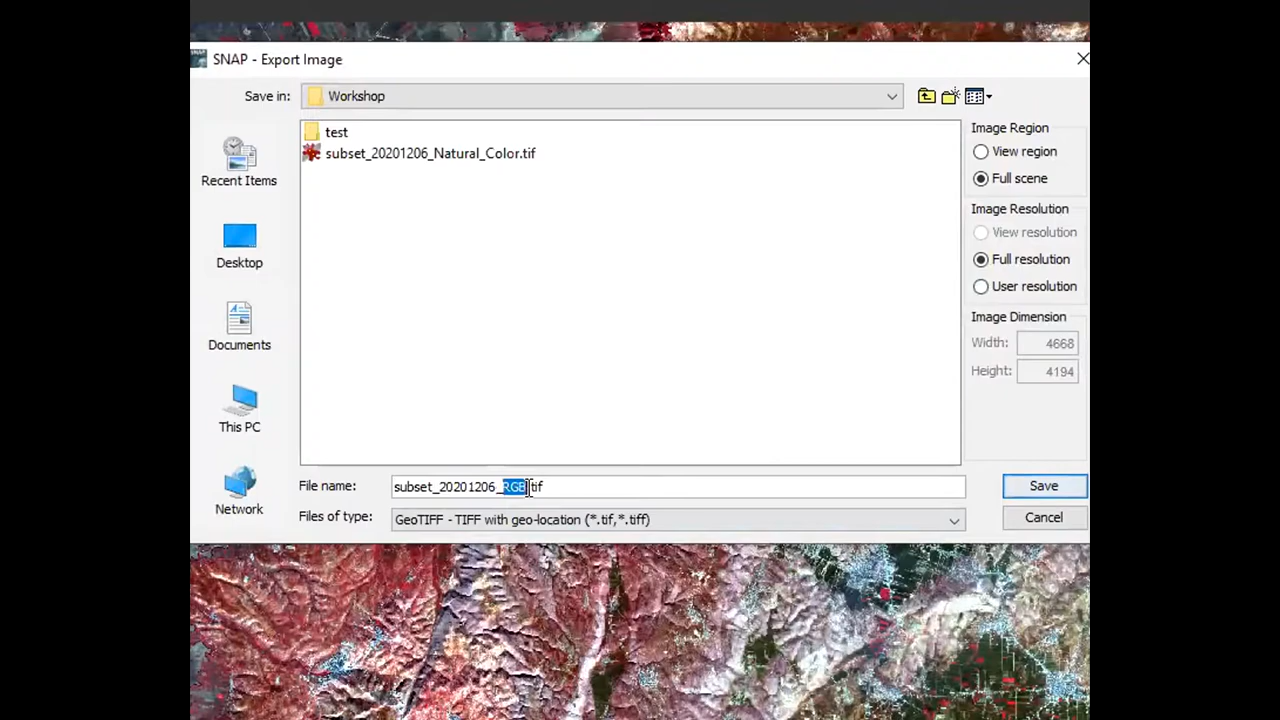 SNAP - Export Image
Save in:
Workshop
test
subset_20201206_Natural_Color.tif
Recent Items
Desktop
Documents
This PC
Network
Image Region
View region
Full scene
Image Resolution
View resolution
Full resolution
User resolution
Image Dimension
Width: 4668
Height: 4194
File name: subset_20201206_RGB.tif
Save
Files of type: GeoTIFF - TIFF with geo-location (*.tif,*.tiff)
Cancel